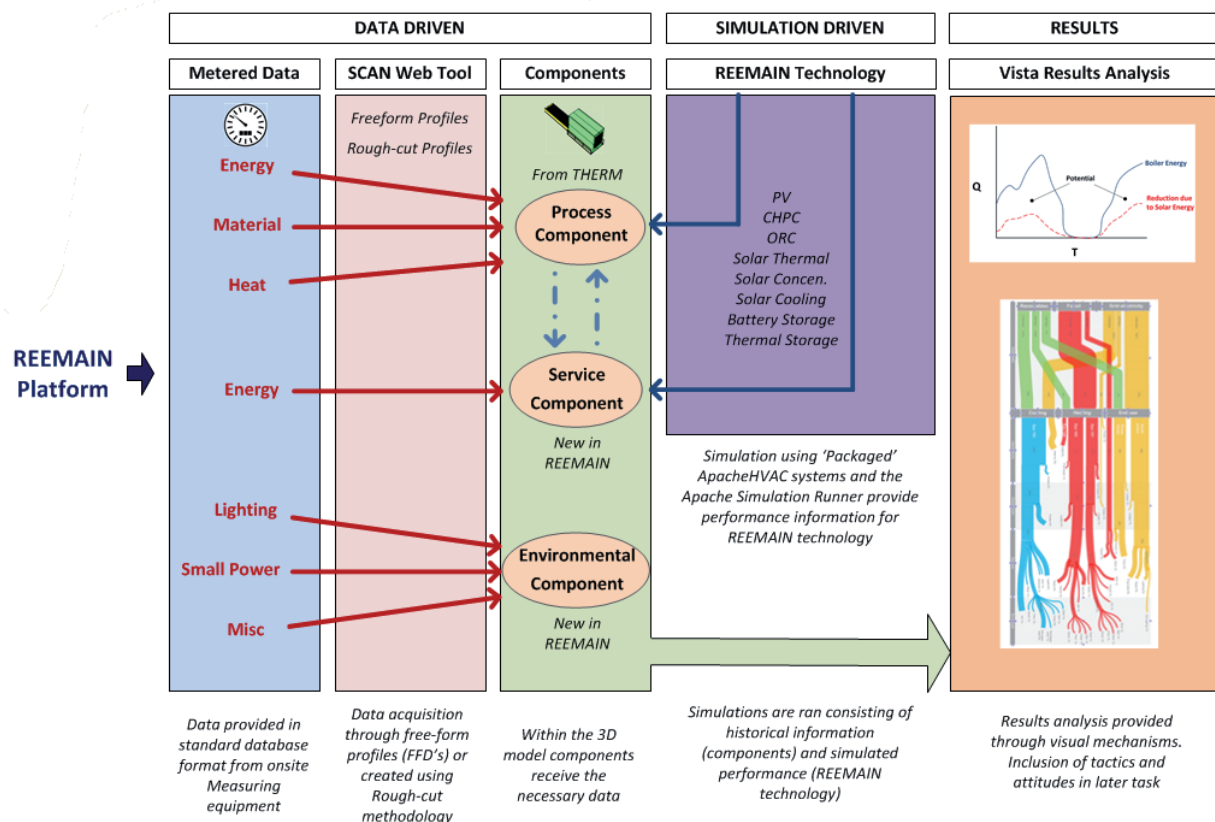 DATA DRIVEN
SIMULATION DRIVEN
RESULTS
Metered Data
SCAN Web Tool
Components
REEMAIN Technology
Vista Results Analysis
REEMAIN
Platform
Energy
Material
Heat
Energy
Lighting
Small Power
Misc
Freeform Profiles
Rough-cut Profiles
From THERM
Process
Component
Service
Component
New in
REEMAIN
Environmental
Component
New in
REEMAIN
PV
CHPC
ORC
Solar Thermal
Solar Concen.
Solar Cooling
Battery Storage
Thermal Storage
Simulation using ‘Packaged’
ApacheHVAC systems and the
Apache Simulation Runner provide
performance information for
REEMAIN technology
Q
Boiler Energy
Potential
Reduction due
to Solar Energy
T
Data provided in
standard database
format from onsite
Measuring
equipment
Data acquisition
through free-form
profiles (FFD’s) or
created using
Rough-cut
methodology
Within the 3D
model components
receive the
necessary data
Simulations are ran consisting of
historical information
(components) and simulated
performance (REEMAIN
technology)
Results analysis provided
through visual mechanisms.
Inclusion of tactics and
attitudes in later task